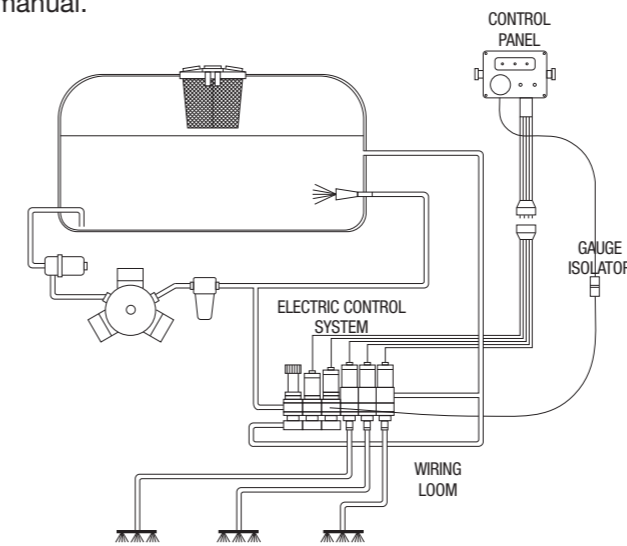 manual.
CONTROL
PANEL
GAUGE
ISOLATOR
ELECTRIC CONTROL
SYSTEM
WIRING
LOOM